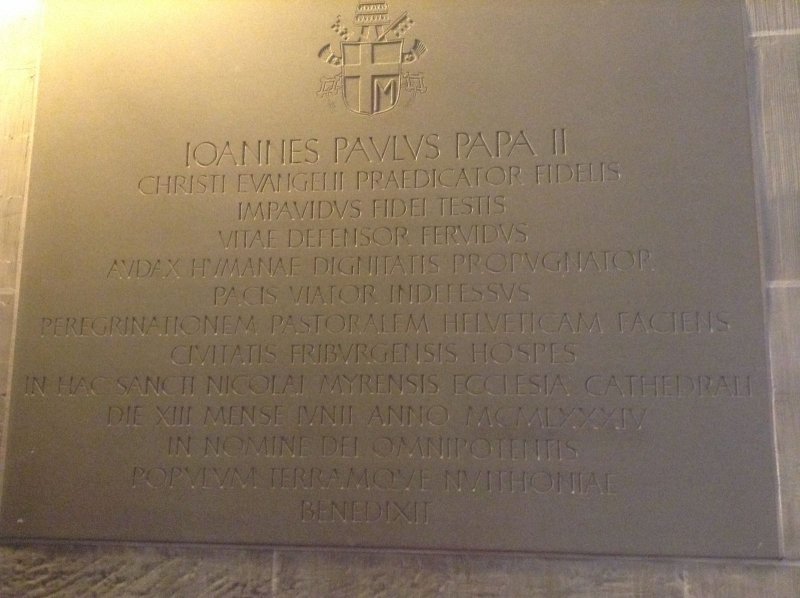 M
IOANNES PAVLVS PAPA II
CHRISTI EVANGELII PRAEDICATOR FIDELIS
IMPAVIDVS FIDEI TESTIS
VITAE DEFENSOR FERVIDVS
AVDAX HVMANAE DIGNITATIS PROPVGNATOR
PACIS VIATOR INDEFESSVS
PEREGRINATIONEM PASTORALEM HELVETICAM FACIENS
CIVITATIS FRIBVRGENSIS HOSPES
IN HAC SANCTI NICOLAI MYRENSIS ECCLESIA CATHEDRALI
DIE XIII MENSE IVNII ANNO MCMLXXXIV
IN NOMINE DEI OMNIPOTENTIS
POPVLVM TERRAMQVE NVITHONIAE
BENEDIXIT